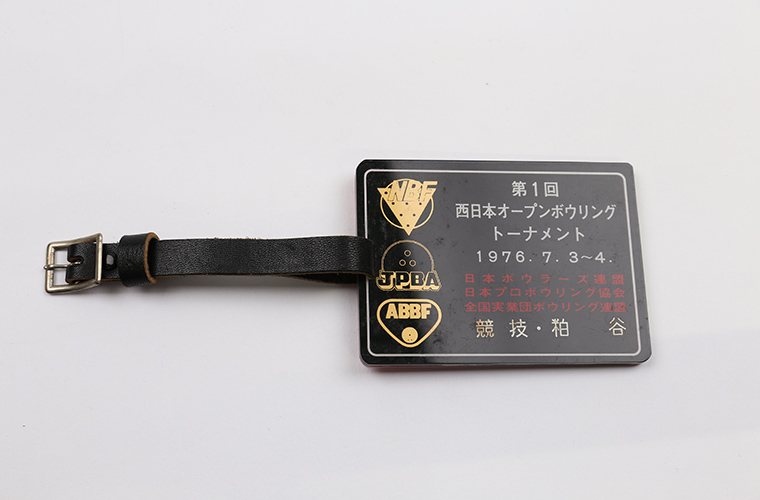 NBF
JPBA
ABBF
第1回
西日本オープンボウリング
トーナメント
1976. 7. 3~4.
日本ボウラーズ連盟
日本プロボウリング協会
全国実業団ボウリング連盟
競技・粕 谷